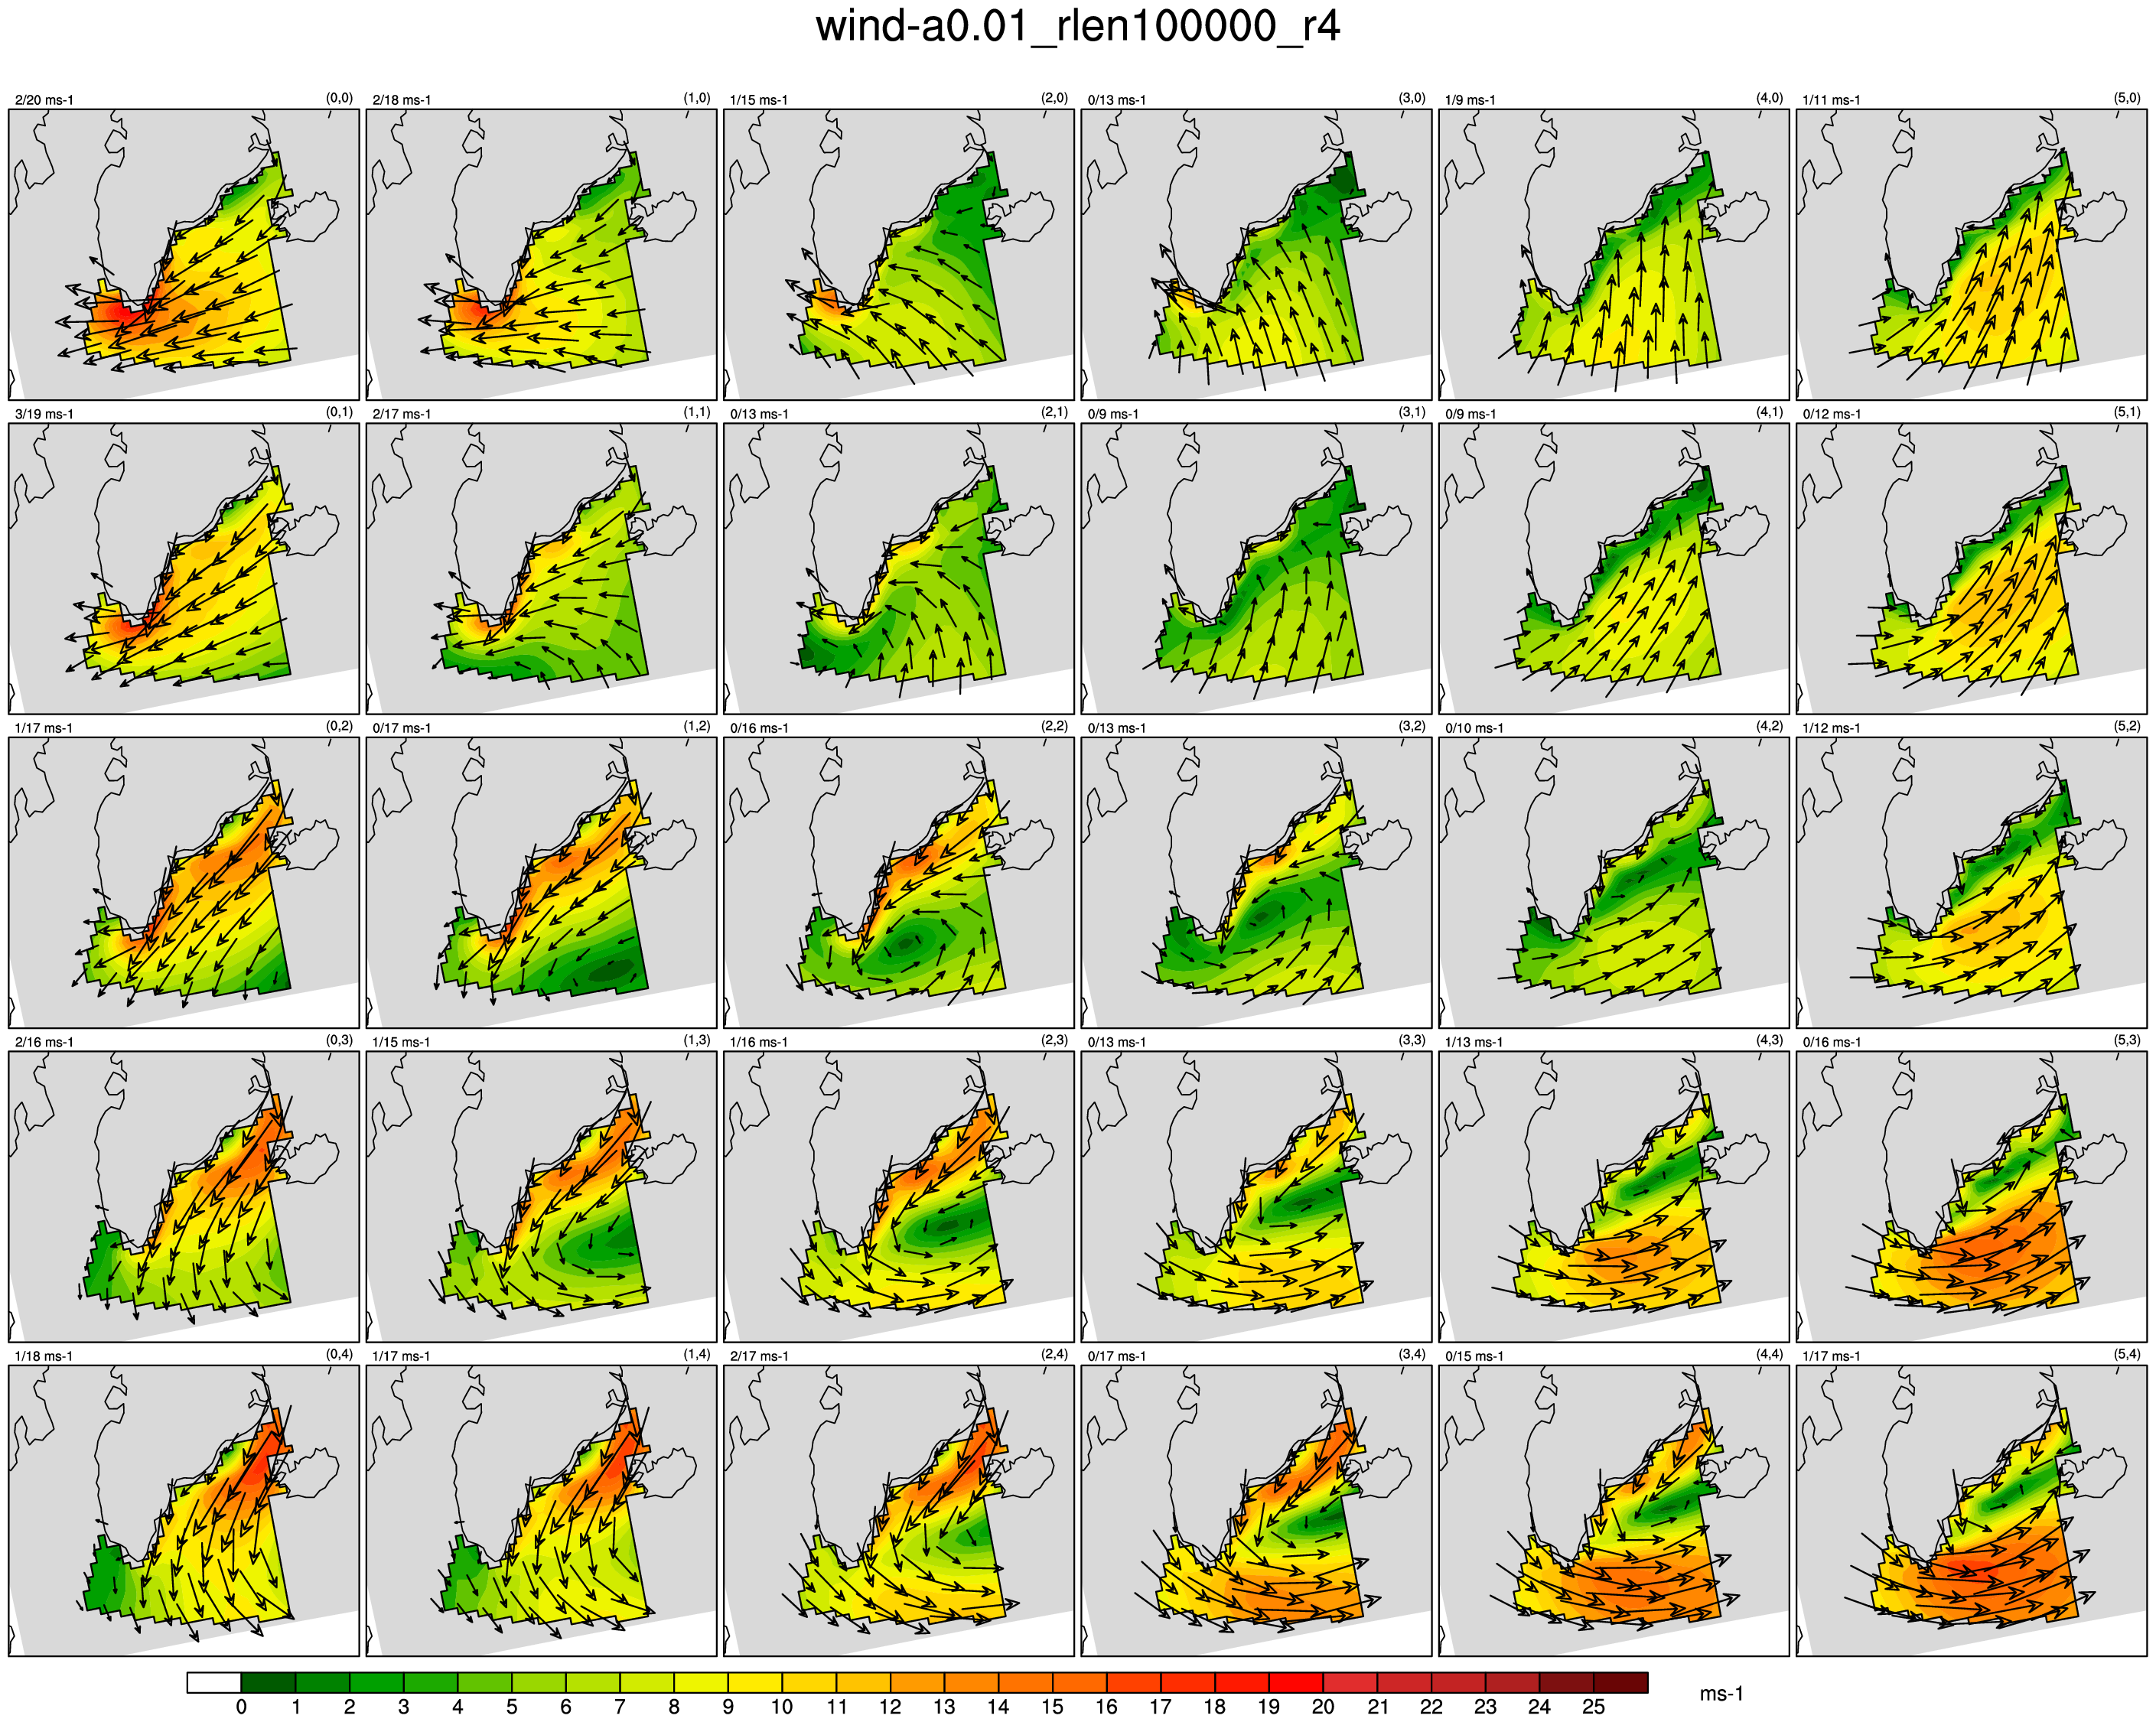 wind-a0.01_rlen100000_r4
2/20 ms-1 (0,0) 2/18 ms-1 (1,0) 1/15 ms-1 (2,0) 0/13 ms-1 (3,0) 1/9 ms-1 (4,0) 1/11 ms-1 (5,0)
3/19 ms-1 (0,1) 2/17 ms-1 (1,1) 0/13 ms-1 (2,1) 0/9 ms-1 (3,1) 0/9 ms-1 (4,1) 0/12 ms-1 (5,1)
1/17 ms-1 (0,2) 0/17 ms-1 (1,2) 0/16 ms-1 (2,2) 0/13 ms-1 (3,2) 0/10 ms-1 (4,2) 1/12 ms-1 (5,2)
2/16 ms-1 (0,3) 1/15 ms-1 (1,3) 1/16 ms-1 (2,3) 0/13 ms-1 (3,3) 1/13 ms-1 (4,3) 0/16 ms-1 (5,3)
1/18 ms-1 (0,4) 1/17 ms-1 (1,4) 2/17 ms-1 (2,4) 0/17 ms-1 (3,4) 0/15 ms-1 (4,4) 1/17 ms-1 (5,4)
0 1 2 3 4 5 6 7 8 9 10 11 12 13 14 15 16 17 18 19 20 21 22 23 24 25 ms-1